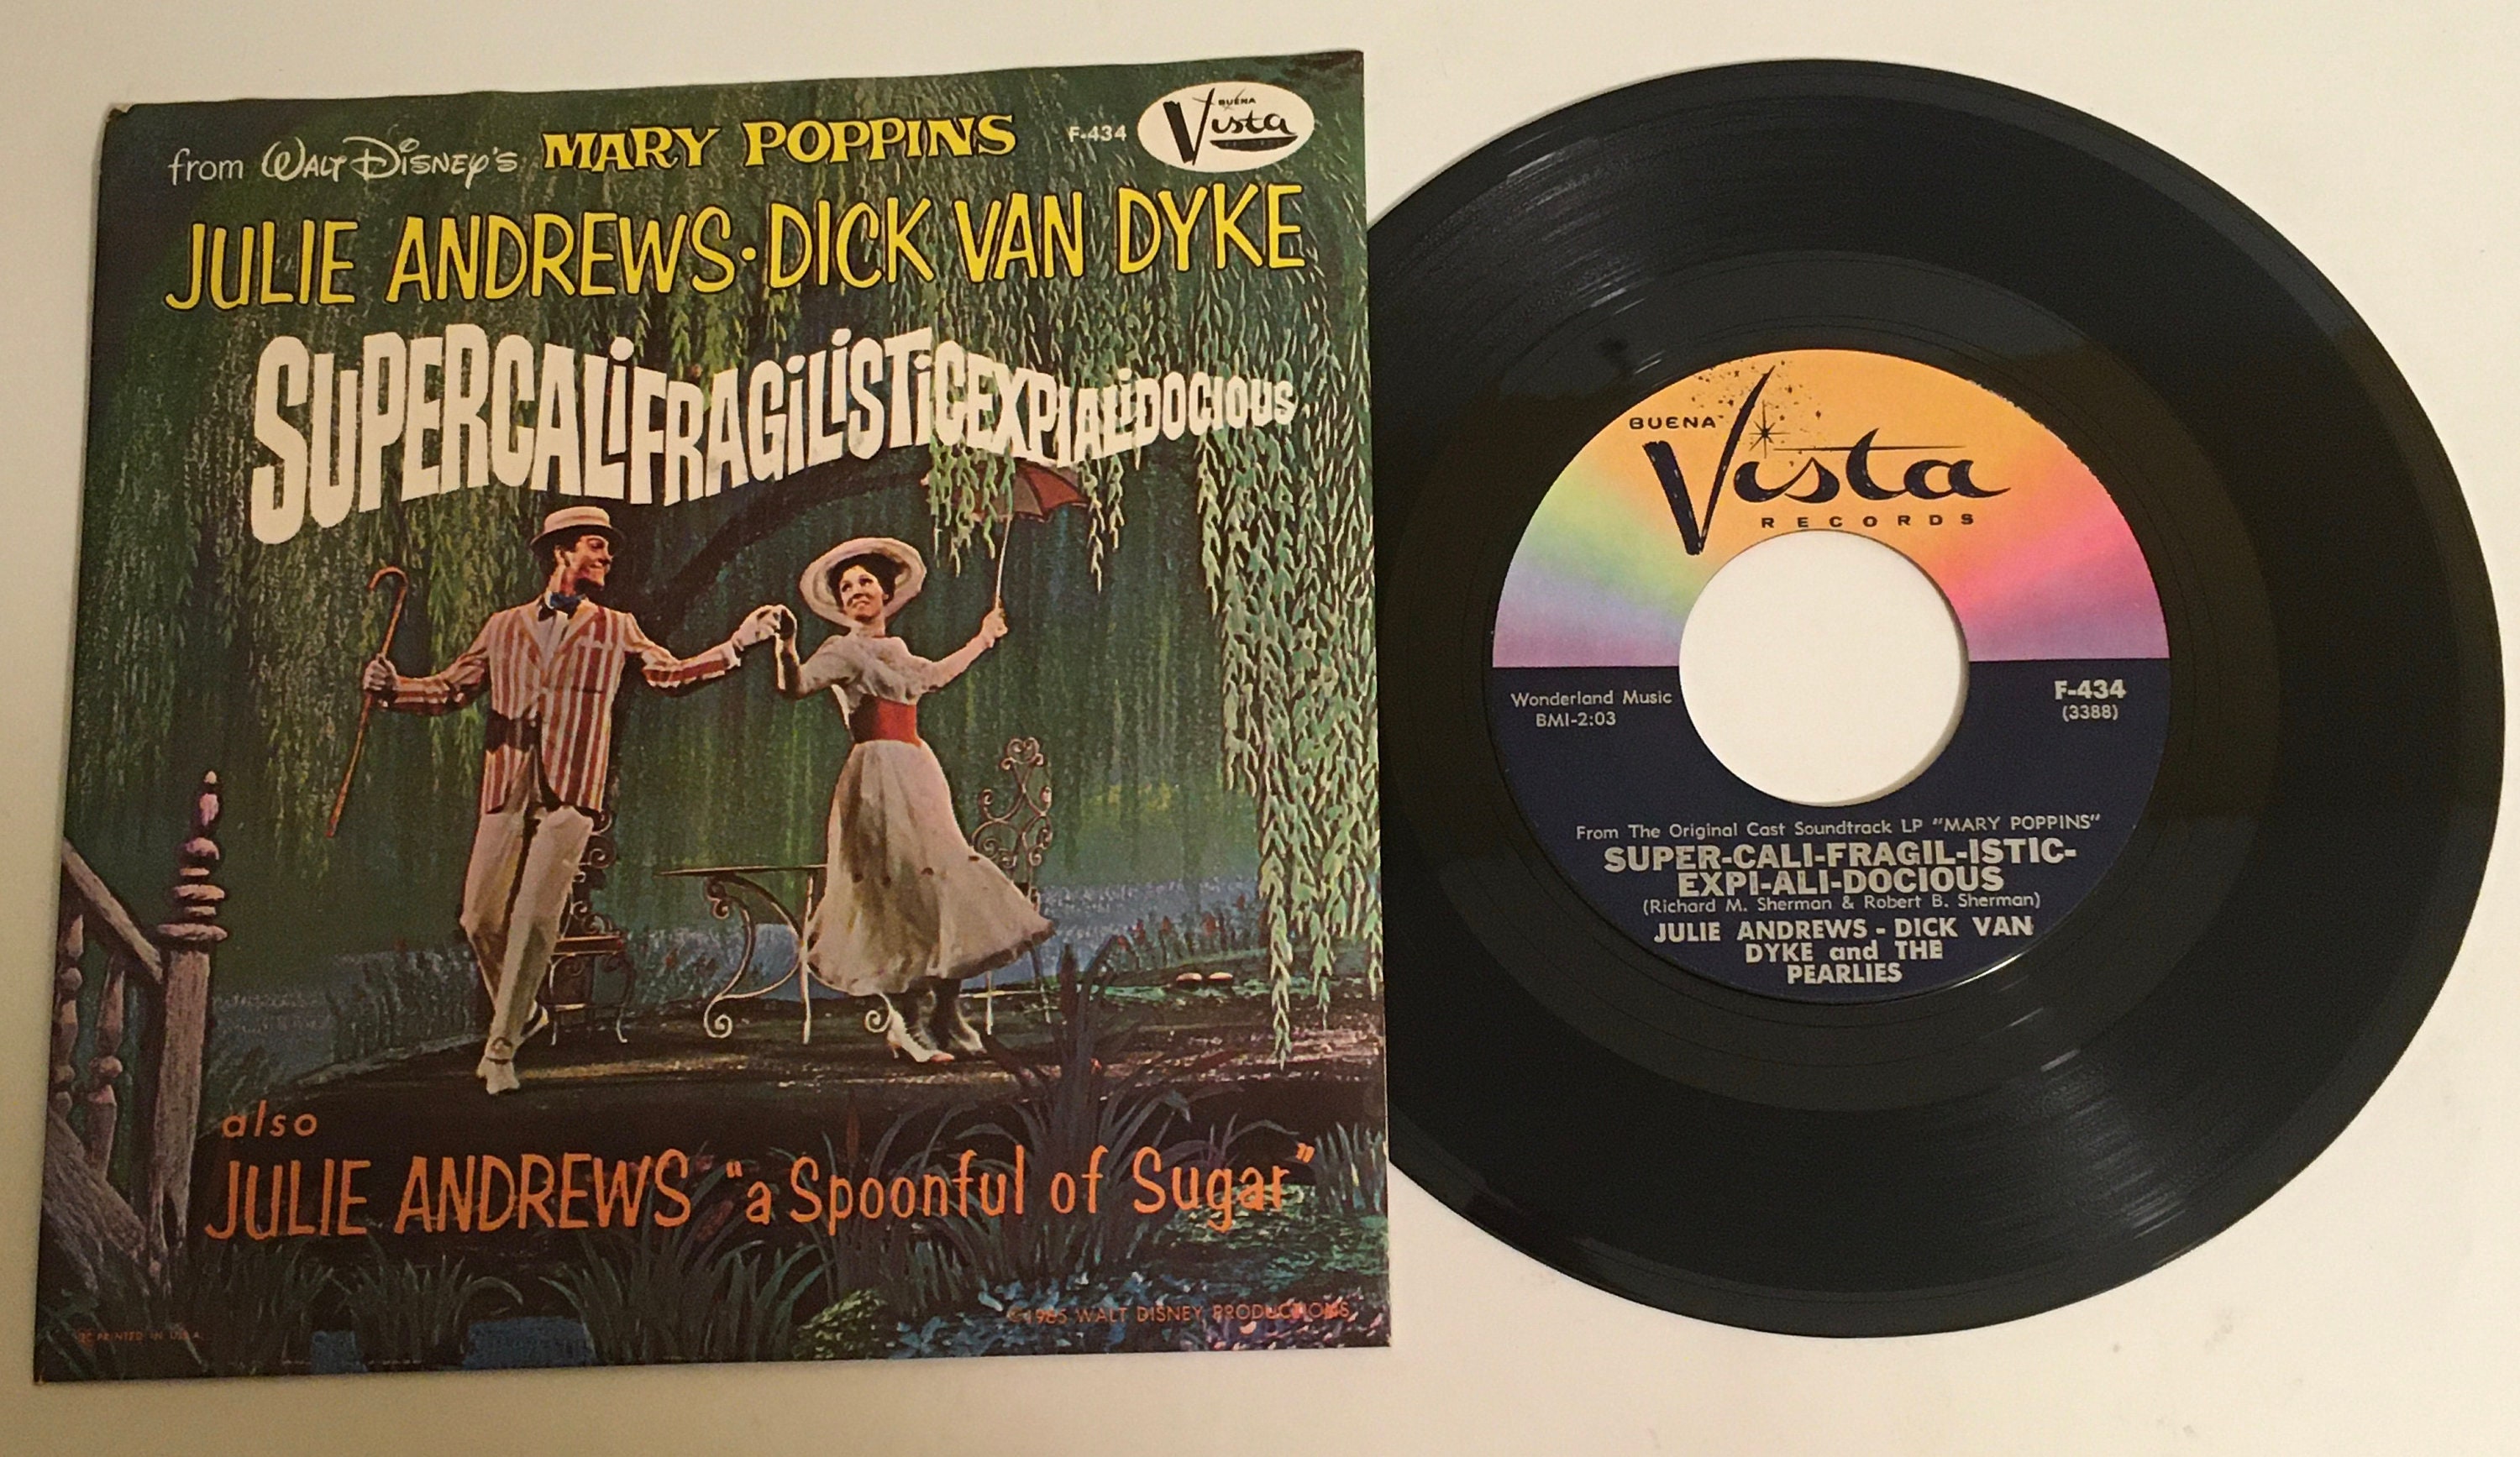 from WALT DISNEY'S MARY POPPINS F-434 BUENA Vista RECORDS
JULIE ANDREWS·DICK VAN DYKE
SUPERCALiFRAGiLiSTiCEXPiALiDOCiOUS
also
JULIE ANDREWS "a Spoonful of Sugar"
©1965 WALT DISNEY PRODUCTIONS
PRINTED IN U.S.A.
BUENA Vista
RECORDS
Wonderland Music
BMI-2:03
F-434
(3388)
From The Original Cast Soundtrack LP "MARY POPPINS"
SUPER-CALI-FRAGIL-ISTIC-
EXPI-ALI-DOCIOUS
(Richard M. Sherman & Robert B. Sherman)
JULIE ANDREWS - DICK VAN
DYKE and THE
PEARLIES